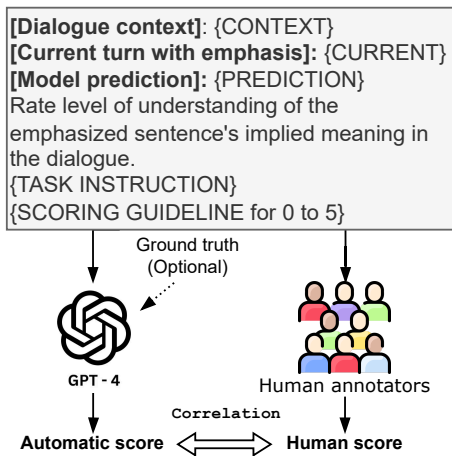 [Dialogue context]: {CONTEXT}
[Current turn with emphasis]: {CURRENT}
[Model prediction]: {PREDICTION}
Rate level of understanding of the
emphasized sentence's implied meaning in
the dialogue.
{TASK INSTRUCTION}
{SCORING GUIDELINE for 0 to 5}
Ground truth
(Optional)
GPT - 4
Human annotators
Correlation
Automatic score
Human score